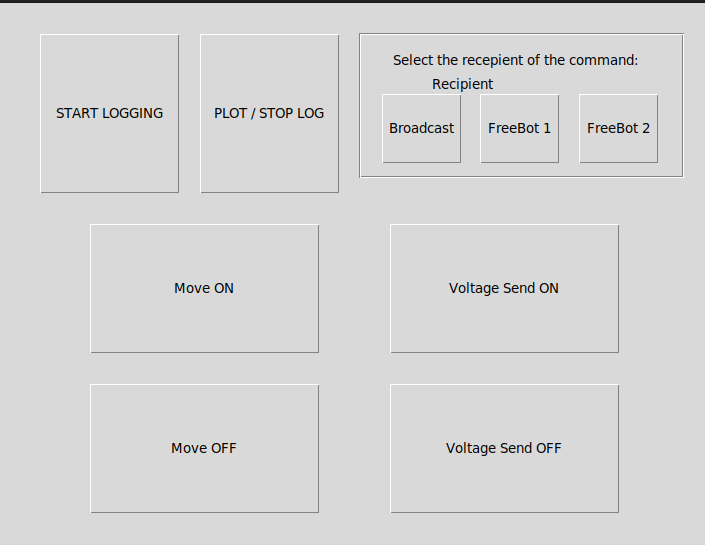 START LOGGING
PLOT / STOP LOG
Select the recepient of the command:
Recipient
Broadcast
FreeBot 1
FreeBot 2
Move ON
Voltage Send ON
Move OFF
Voltage Send OFF